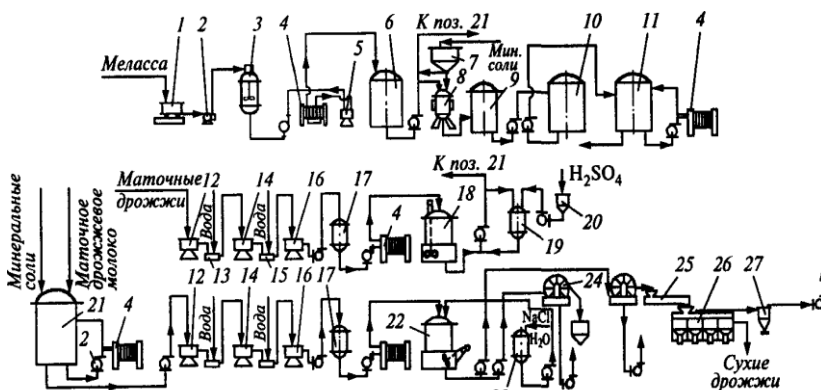 1 2 3 4 5 6 К поз. 21 7 8 9 10 11 4
Меласса
Мин.
соли
К поз. 21
H₂SO₄
Маточные
дрожжи
12 Вода 14 Вода 16 17 4 18 19 20
Минеральные
соли
Маточное
дрожжевое
молоко
21 2 4
12 13 Вода 14 15 Вода 16 17 4 22 24 25 26 27
NaCl
H₂O
Сухие
дрожжи